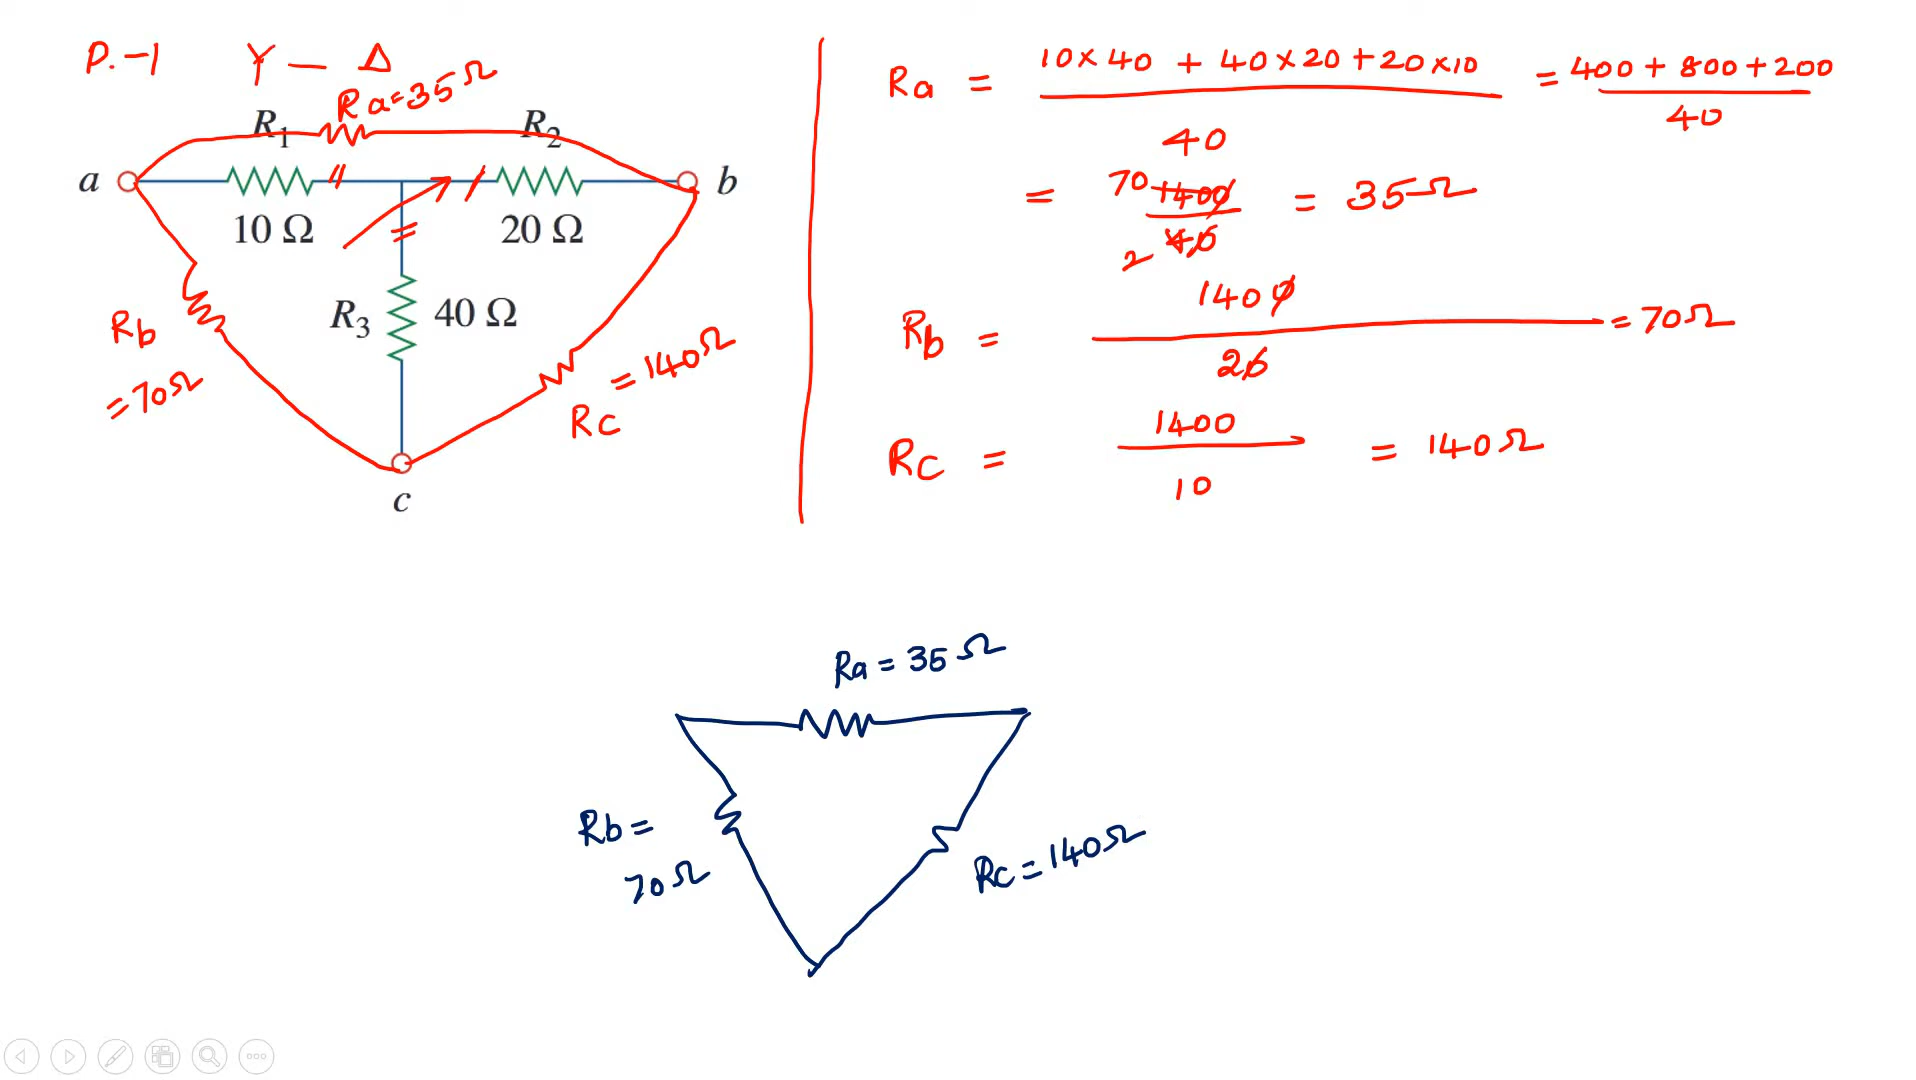 P.-1 Y — Δ
Ra=35Ω
R1 R2
a b
10 Ω 20 Ω
R3 40 Ω
Rb
=70Ω
=140Ω
Rc
c
Ra = 10×40 + 40×20 + 20×10 / 40 = 400 + 800 + 200 / 40
= 70 1400 / 2 40 = 35Ω
Rb = 1400 / 20 = 70Ω
Rc = 1400 / 10 = 140Ω
Ra = 35 Ω
Rb =
70Ω
Rc = 140Ω